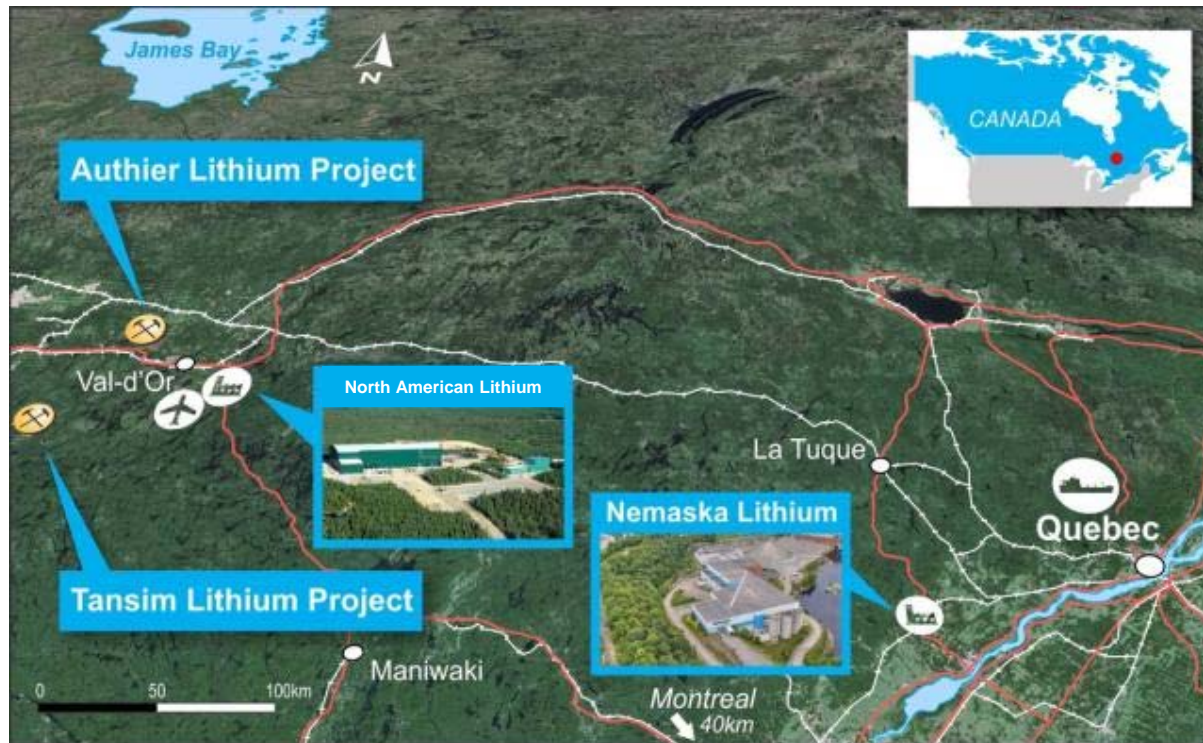 James Bay
N
CANADA
Authier Lithium Project
Val-d'Or
North American Lithium
La Tuque
Nemaska Lithium
Quebec
Tansim Lithium Project
Maniwaki
0 50 100km
Montreal
40km